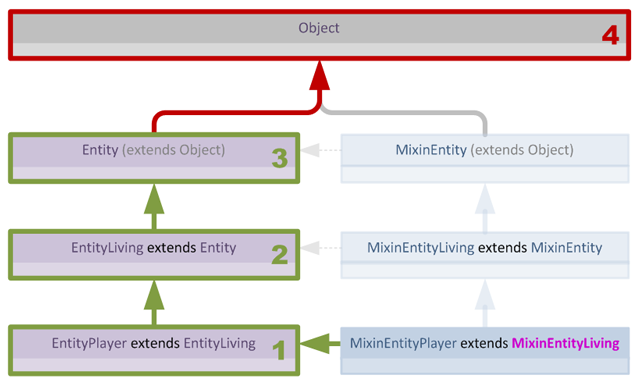 Object
4
Entity (extends Object)
3
MixinEntity (extends Object)
EntityLiving extends Entity
2
MixinEntityLiving extends MixinEntity
EntityPlayer extends EntityLiving
1
MixinEntityPlayer extends MixinEntityLiving